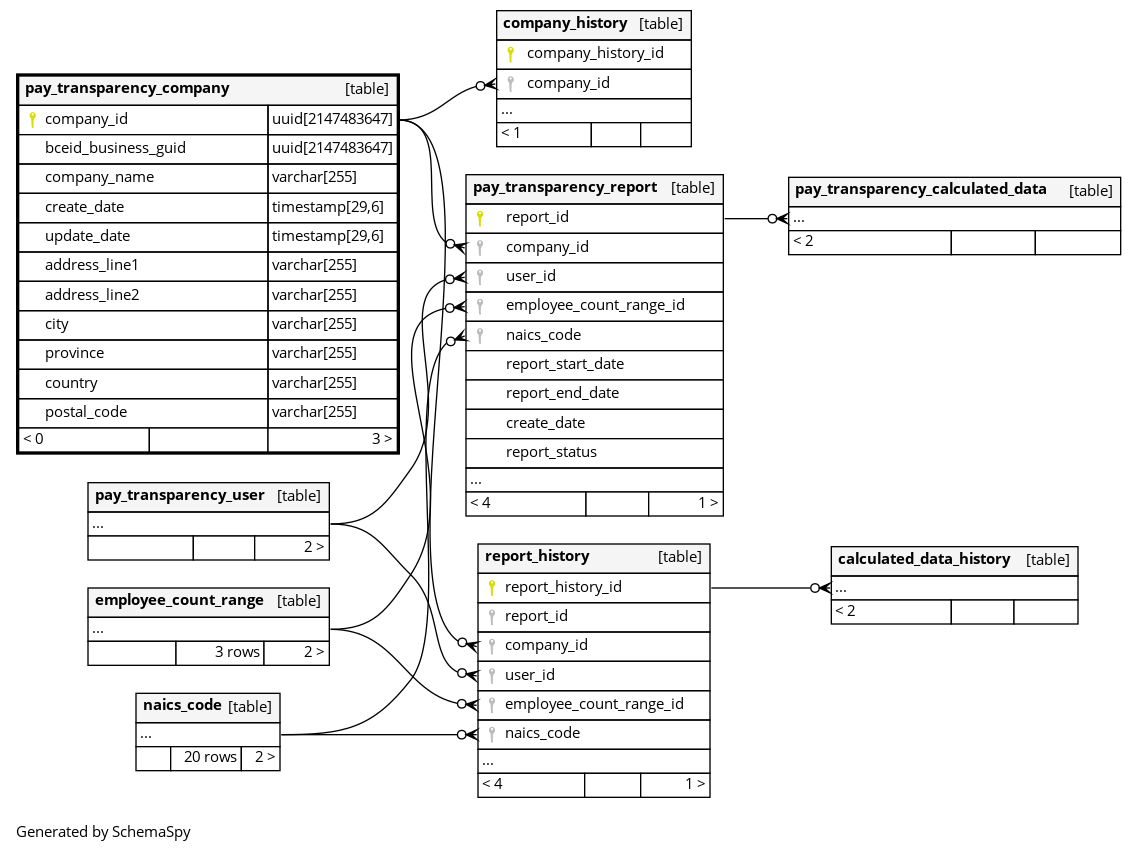 company_history [table]
company_history_id
company_id
...
< 1
pay_transparency_company [table]
company_id uuid[2147483647]
bceid_business_guid uuid[2147483647]
company_name varchar[255]
create_date timestamp[29,6]
update_date timestamp[29,6]
address_line1 varchar[255]
address_line2 varchar[255]
city varchar[255]
province varchar[255]
country varchar[255]
postal_code varchar[255]
< 0 3 >
pay_transparency_report [table]
report_id
company_id
user_id
employee_count_range_id
naics_code
report_start_date
report_end_date
create_date
report_status
...
< 4 1 >
pay_transparency_calculated_data [table]
...
< 2
pay_transparency_user [table]
...
2 >
employee_count_range [table]
...
3 rows 2 >
naics_code [table]
...
20 rows 2 >
report_history [table]
report_history_id
report_id
company_id
user_id
employee_count_range_id
naics_code
...
< 4 1 >
calculated_data_history [table]
...
< 2
Generated by SchemaSpy